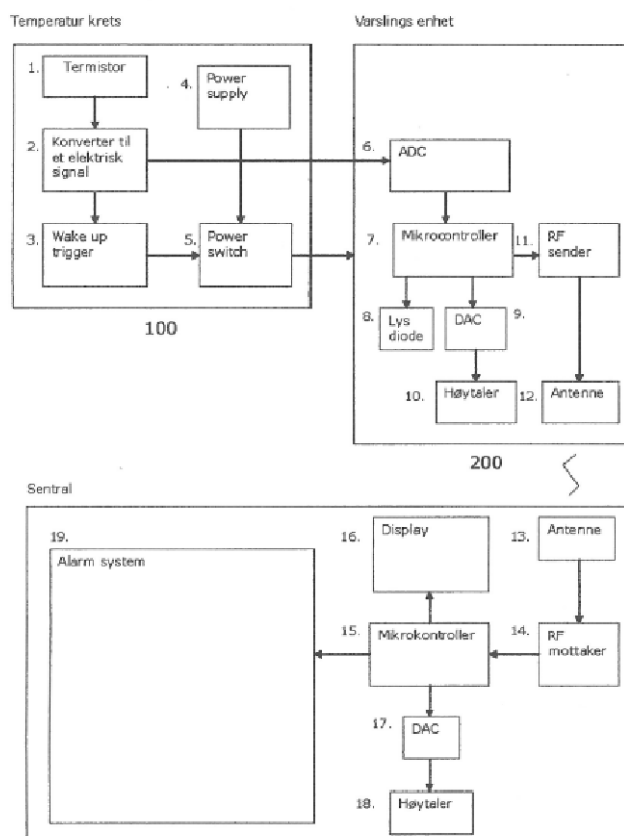 Temperatur krets
1.
Termistor
4.
Power
supply
2.
Konverter til
et elektrisk
signal
3.
Wake up
trigger
5.
Power
switch
100
Varslings enhet
6.
ADC
7.
Mikrocontroller
11.
RF
sender
8.
Lys
diode
DAC
9.
10.
Høytaler
12.
Antenne
200
Sentral
19.
Alarm system
16.
Display
13.
Antenne
15.
Mikrokontroller
14.
RF
mottaker
17.
DAC
18.
Høytaler